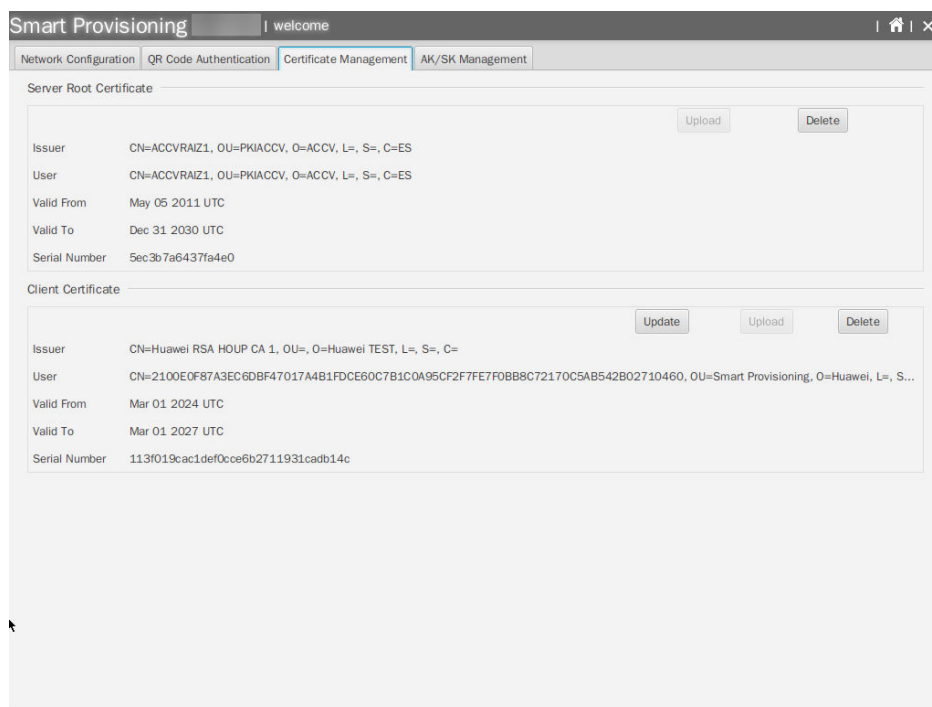 Smart Provisioning | welcome
Network Configuration QR Code Authentication Certificate Management AK/SK Management
Server Root Certificate
Upload Delete
Issuer CN=ACCVRAIZ1, OU=PKIACCV, O=ACCV, L=, S=, C=ES
User CN=ACCVRAIZ1, OU=PKIACCV, O=ACCV, L=, S=, C=ES
Valid From May 05 2011 UTC
Valid To Dec 31 2030 UTC
Serial Number 5ec3b7a6437fa4e0
Client Certificate
Update Upload Delete
Issuer CN=Huawei RSA HOUP CA 1, OU=, O=Huawei TEST, L=, S=, C=
User CN=2100E0F87A3EC6DBF47017A4B1FDCE60C7B1C0A95CF2F7FE7F0BB8C72170C5AB542B02710460, OU=Smart Provisioning, O=Huawei, L=, S...
Valid From Mar 01 2024 UTC
Valid To Mar 01 2027 UTC
Serial Number 113f019cac1def0cce6b2711931cadb14c